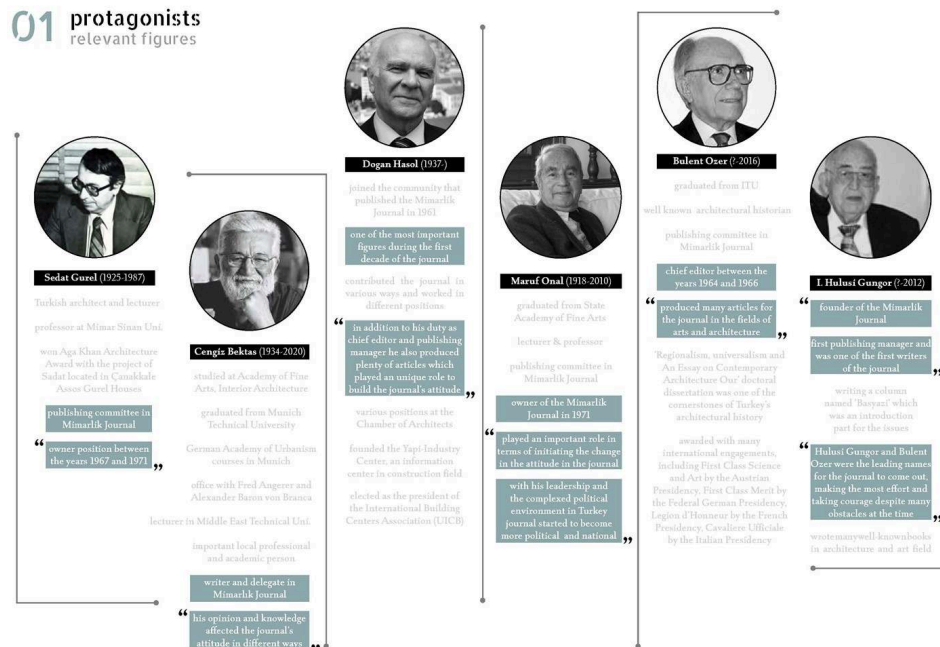 01 protagonists
relevant figures
Sedat Gurel (1925-1987)
Turkish architect and lecturer
professor at Mimar Sinan Uni.
won Aga Khan Architecture
Award with the project of
Sadat located in Çanakkale
Assos Gurel Houses
publishing committee in
Mimarlik Journal
“ owner position between
the years 1967 and 1971 ”
Cengiz Bektas (1934-2020)
studied at Academy of Fine
Arts, Interior Architecture
graduated from Munich
Technical University
German Academy of Urbanism
courses in Munich
office with Fred Angerer and
Alexander Baron von Branca
lecturer in Middle East Technical Uni.
important local professional
and academic person
writer and delegate in
Mimarlık Journal
“ his opinion and knowledge
affected the journal's
attitude in different ways ”
Dogan Hasol (1937-)
joined the community that
published the Mimarlik
Journal in 1961
one of the most important
figures during the first
decade of the journal
contributed the journal in
various ways and worked in
different positions
“ in addition to his duty as
chief editor and publishing
manager he also produced
plenty of articles which
played an unique role to
build the journal's attitude ”
various positions at the
Chamber of Architects
founded the Yapi-Industry
Center, an information
center in construction field
elected as the president of
the International Building
Centers Association (UICB)
Maruf Onal (1918-2010)
graduated from State
Academy of Fine Arts
lecturer & professor
publishing committee in
Mimarlik Journal
owner of the Mimarlik
Journal in 1971
“ played an important role in
terms of initiating the change
in the attitude in the journal
with his leadership and
the complexed political
environment in Turkey
journal started to become
more political and national ”
Bulent Ozer (?-2016)
graduated from ITU
well known architectural historian
publishing committee in
Mimarlik Journal
chief editor between the
years 1964 and 1966
“ produced many articles for
the journal in the fields of
arts and architecture ”
'Regionalism, universalism and
An Essay on Contemporary
Architecture Our' doctoral
dissertation was one of the
cornerstones of Turkey's
architectural history
awarded with many
international engagements,
including First Class Science
and Art by the Austrian
Presidency, First Class Merit by
the Federal German Presidency,
Legion d'Honneur by the French
Presidency, Cavaliere Ufficiale
by the Italian Presidency
I. Hulusi Gungor (?-2012)
“ founder of the Mimarlik
Journal
first publishing manager and
was one of the first writers
of the journal ”
writing a column
named 'Basyazi' which
was an introduction
part for the issues
“ Hulusi Gungor and Bulent
Ozer were the leading names
for the journal to come out,
making the most effort and
taking courage despite many
obstacles at the time ”
wrotemanywell-knownbooks
in architecture and art field